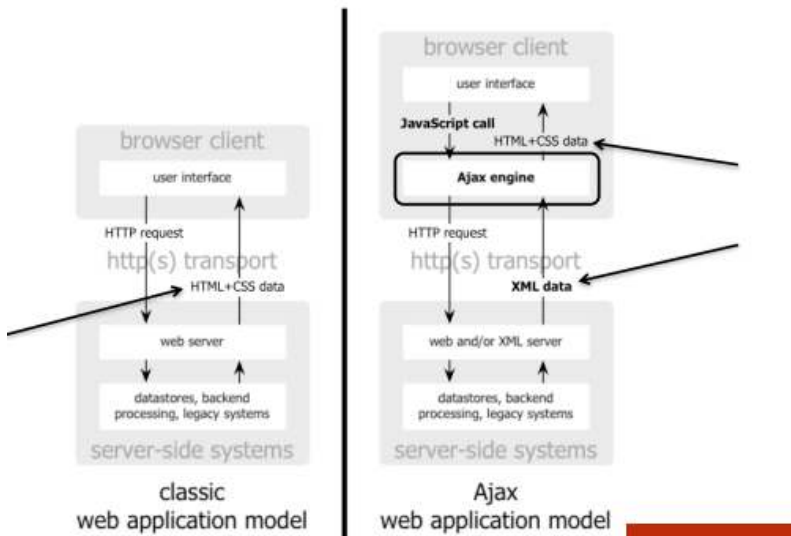 browser client
user interface
HTTP request
http(s) transport
HTML+CSS data
web server
datastores, backend
processing, legacy systems
server-side systems
classic
web application model
browser client
user interface
JavaScript call
HTML+CSS data
Ajax engine
HTTP request
http(s) transport
XML data
web and/or XML server
datastores, backend
processing, legacy systems
server-side systems
Ajax
web application model